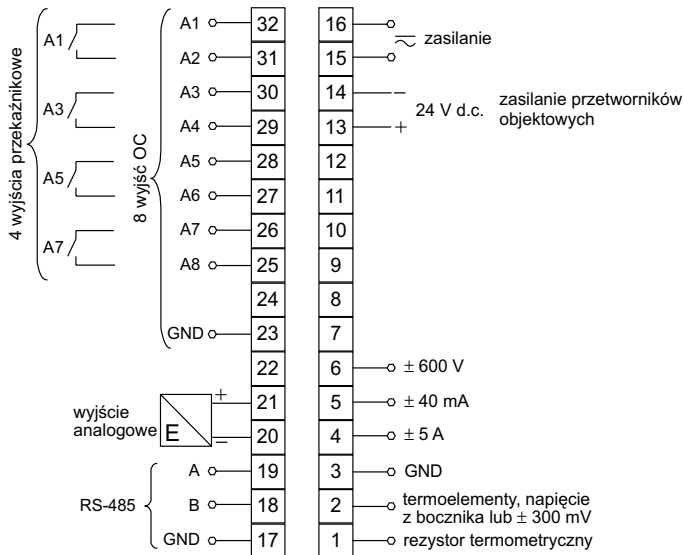 4 wyjścia przekaźnikowe
A1
A3
A5
A7
8 wyjść OC
A1 32
A2 31
A3 30
A4 29
A5 28
A6 27
A7 26
A8 25
24
GND 23
22
wyjście
analogowe
E
+ 21
− 20
RS-485
A 19
B 18
GND 17
16
15
zasilanie
14 −
13 +
24 V d.c.
zasilanie przetworników
objektowych
12
11
10
9
8
7
6 ± 600 V
5 ± 40 mA
4 ± 5 A
3 GND
2 termoelementy, napięcie
z bocznika lub ± 300 mV
1 rezystor termometryczny